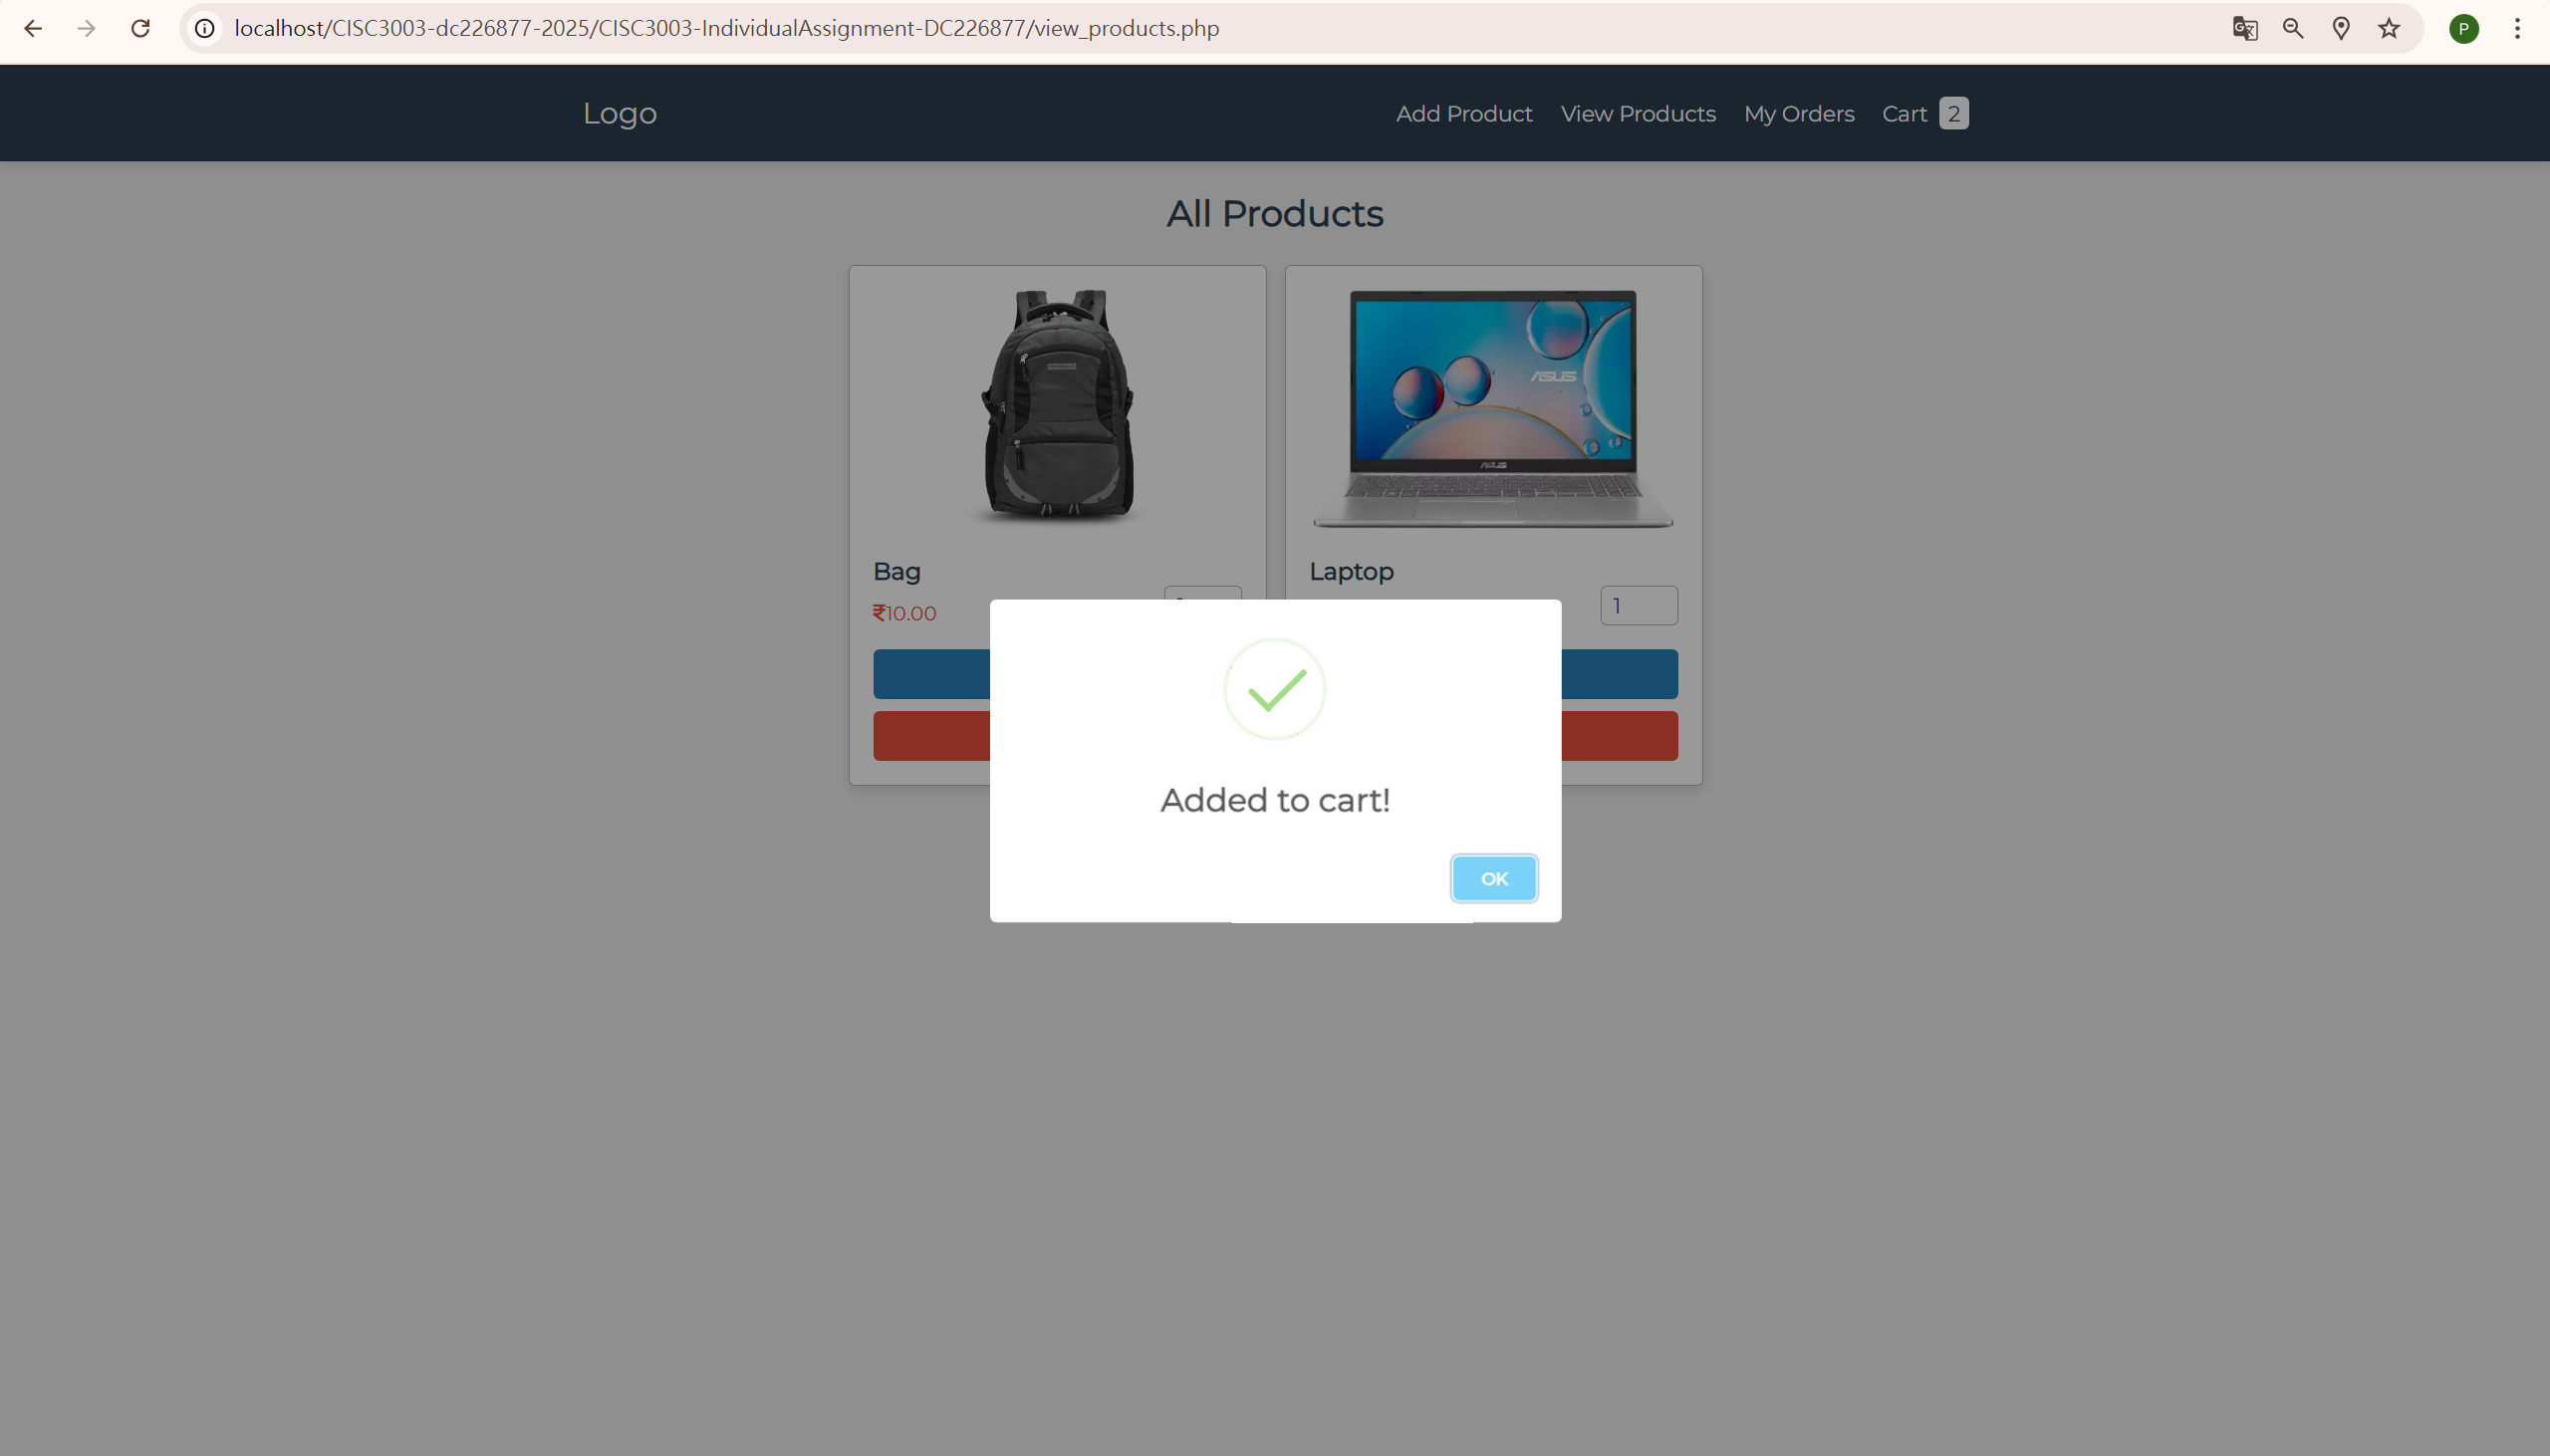 localhost/CISC3003-dc226877-2025/CISC3003-IndividualAssignment-DC226877/view_products.php
P
Logo
Add Product
View Products
My Orders
Cart 2
All Products
ASUS
ASUS
Bag
₹10.00
Laptop
1
Added to cart!
OK